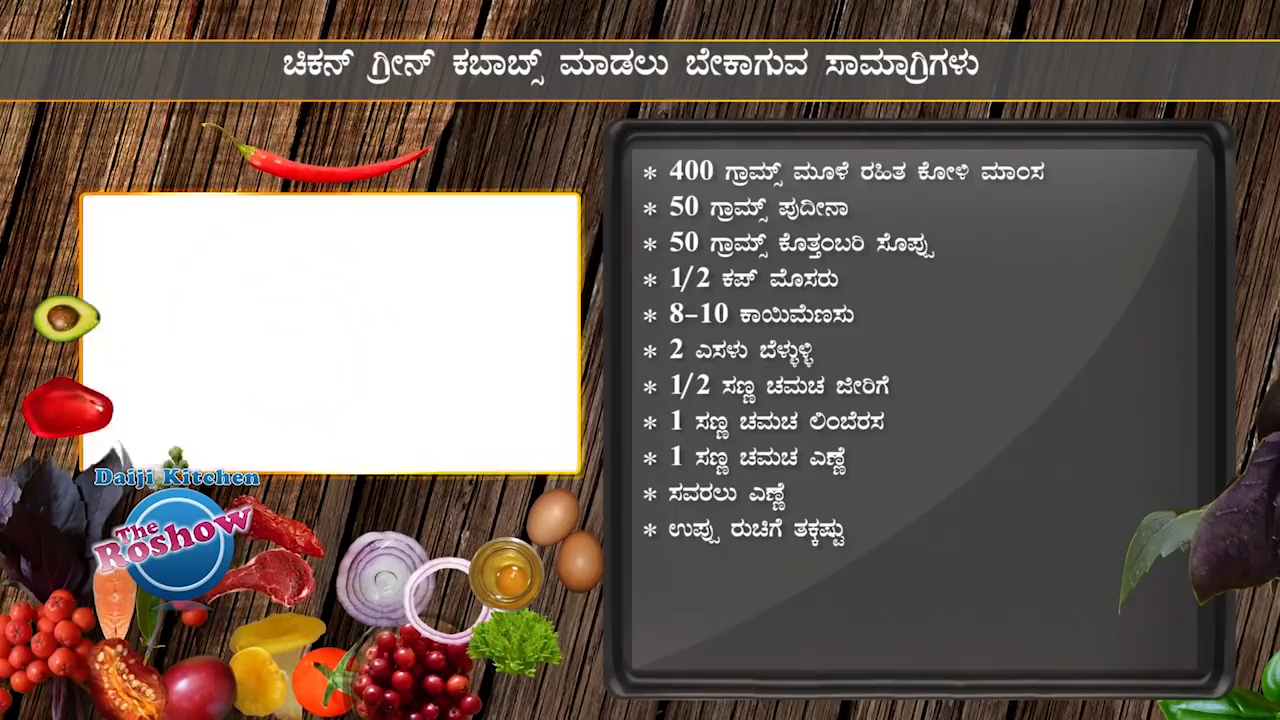 ಚಿಕನ್ ಗ್ರೀನ್ ಕಬಾಬ್ಸ್ ಮಾಡಲು ಬೇಕಾಗುವ ಸಾಮಾಗ್ರಿಗಳು
* 400 ಗ್ರಾಮ್ಸ್ ಮೂಳೆ ರಹಿತ ಕೋಳಿ ಮಾಂಸ
* 50 ಗ್ರಾಮ್ಸ್ ಪುದೀನಾ
* 50 ಗ್ರಾಮ್ಸ್ ಕೊತ್ತಂಬರಿ ಸೊಪ್ಪು
* 1/2 ಕಪ್ ಮೊಸರು
* 8-10 ಕಾಯಿಮೆಣಸು
* 2 ಎಸಳು ಬೆಳ್ಳುಳ್ಳಿ
* 1/2 ಸಣ್ಣ ಚಮಚ ಜೀರಿಗೆ
* 1 ಸಣ್ಣ ಚಮಚ ಲಿಂಬೆರಸ
* 1 ಸಣ್ಣ ಚಮಚ ಎಣ್ಣೆ
* ಸವರಲು ಎಣ್ಣೆ
* ಉಪ್ಪು ರುಚಿಗೆ ತಕ್ಕಷ್ಟು
Daiji Kitchen
The
Roshow